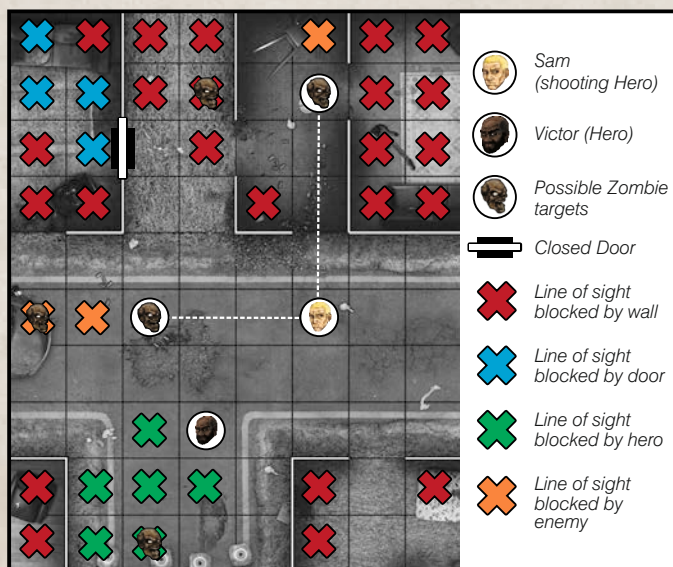 Sam
(shooting Hero)
Victor (Hero)
Possible Zombie
targets
Closed Door
Line of sight
blocked by wall
Line of sight
blocked by door
Line of sight
blocked by hero
Line of sight
blocked by
enemy